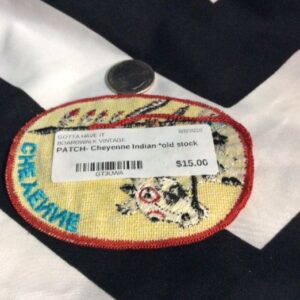 GOTTA HAVE IT
BOARDWALK VINTAGE
PATCH- Cheyenne Indian *old stock
$15.00
GT3UWA
CHEYENNE